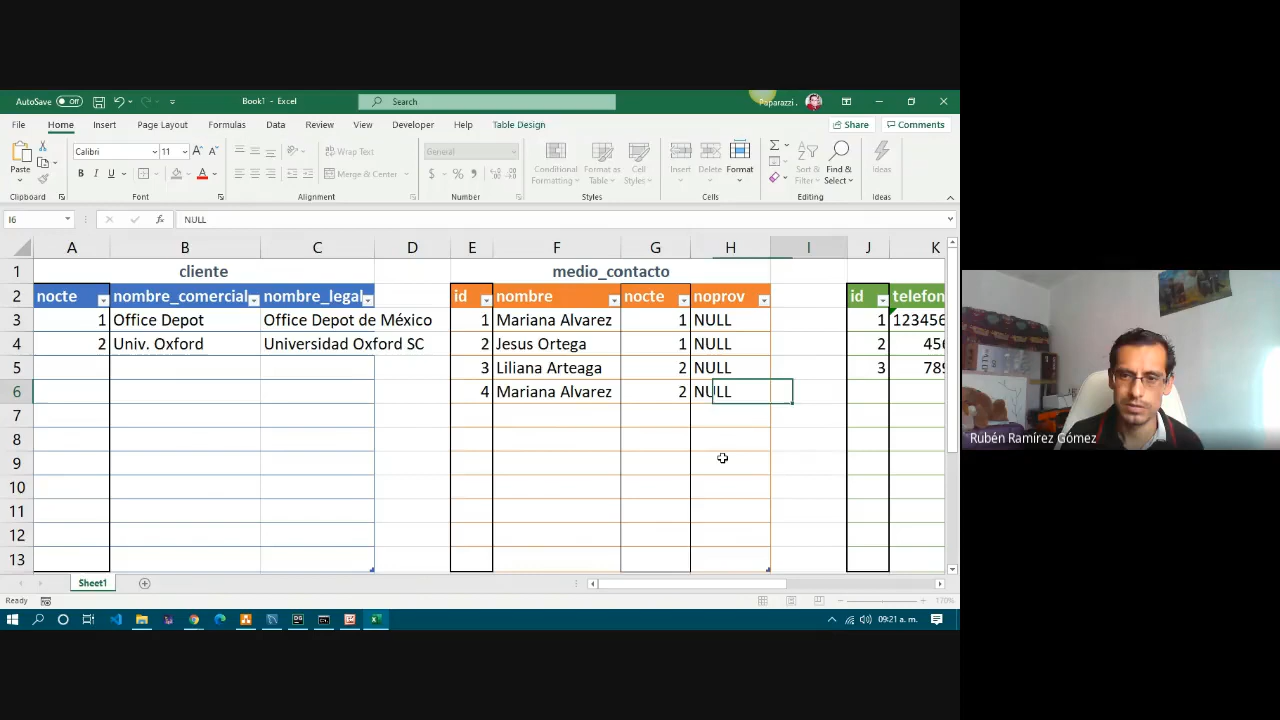 AutoSave Off Book1 - Excel Search Paparazzi .
File Home Insert Page Layout Formulas Data Review View Developer Help Table Design Share Comments
Paste Calibri 11 A A Wrap Text General Conditional Formatting Format as Table Cell Styles Insert Delete Format Sort & Filter Find & Select Ideas
B I U A Merge & Center $ %
Clipboard Font Alignment Number Styles Cells Editing Ideas
I6 fx NULL
A B C D E F G H I J K
1 cliente medio_contacto
2 nocte nombre_comercial nombre_legal id nombre nocte noprov id telefon
3 1 Office Depot Office Depot de México 1 Mariana Alvarez 1 NULL 1 123456
4 2 Univ. Oxford Universidad Oxford SC 2 Jesus Ortega 1 NULL 2 456
5 3 Liliana Arteaga 2 NULL 3 789
6 4 Mariana Alvarez 2 NULL
7
8
9
10
11
12
13
Rubén Ramírez Gómez
Sheet1
Ready 170%
09:21 a. m.